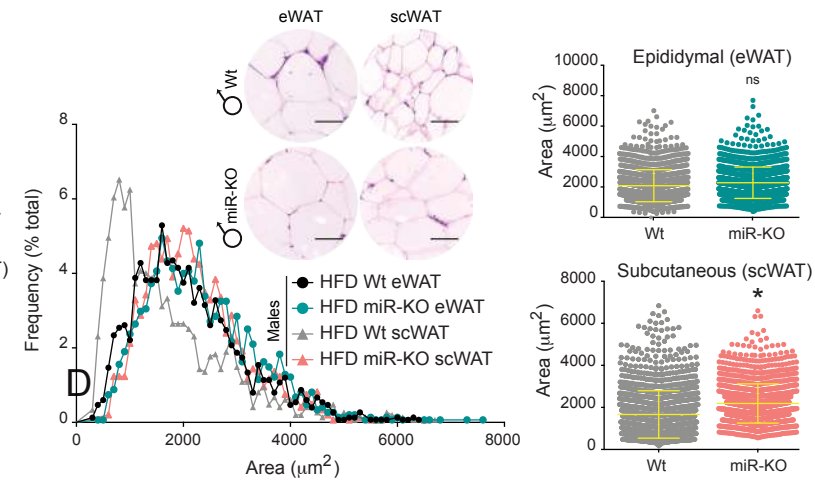 eWAT
scWAT
♂ Wt
♂ miR-KO
8
6
4
2
0
Frequency (% total)
0
2000
4000
6000
8000
Area (μm²)
D
Males
HFD Wt eWAT
HFD miR-KO eWAT
HFD Wt scWAT
HFD miR-KO scWAT
Epididymal (eWAT)
ns
10000
8000
6000
4000
2000
0
Area (μm²)
Wt
miR-KO
Subcutaneous (scWAT)
*
8000
6000
4000
2000
0
Area (μm²)
Wt
miR-KO